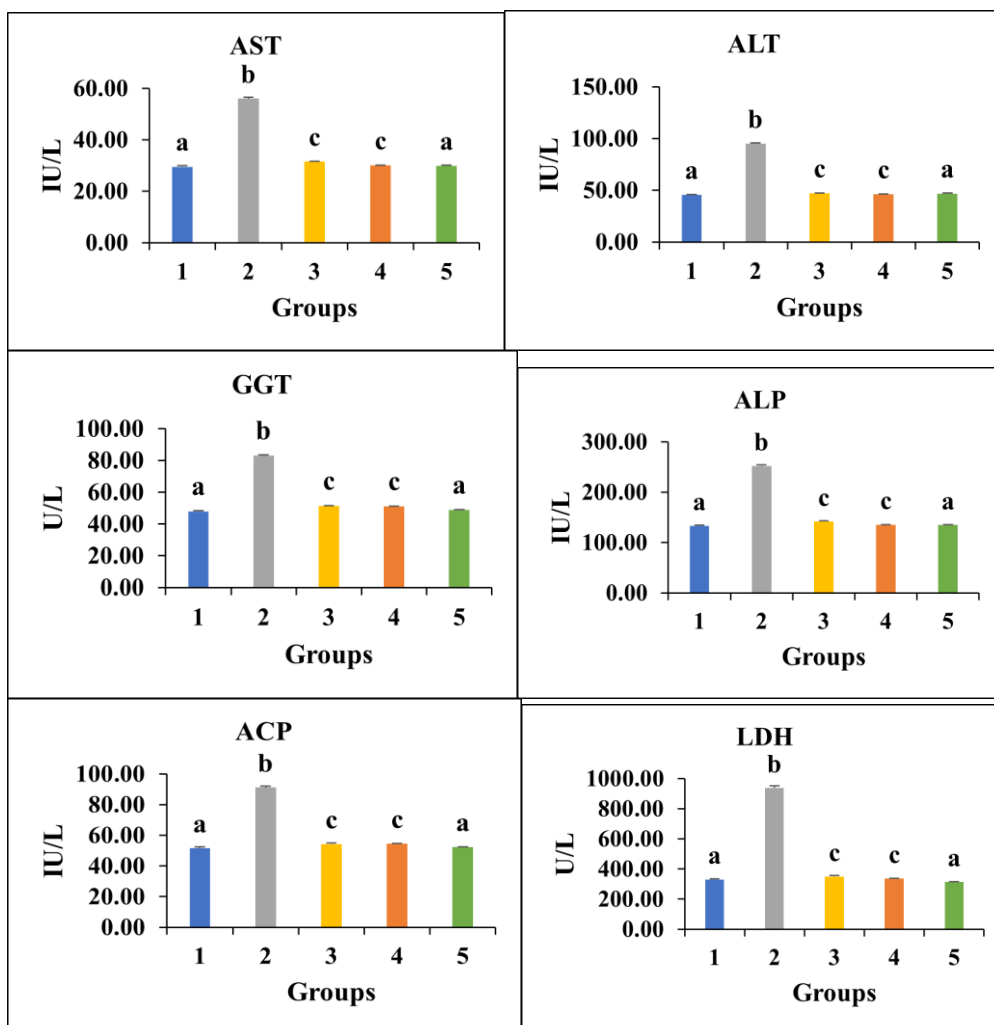 AST
b
60.00
a
c
c
a
40.00
IU/L
20.00
0.00
1 2 3 4 5
Groups
ALT
150.00
b
100.00
a
c
c
a
IU/L
50.00
0.00
1 2 3 4 5
Groups
GGT
100.00
b
80.00
a
c
c
a
60.00
U/L
40.00
20.00
0.00
1 2 3 4 5
Groups
ALP
300.00
b
200.00
a
c
c
a
IU/L
100.00
0.00
1 2 3 4 5
Groups
ACP
b
100.00
80.00
a
c
c
a
60.00
IU/L
40.00
20.00
0.00
1 2 3 4 5
Groups
LDH
b
1000.00
800.00
600.00
a
c
c
a
U/L
400.00
200.00
0.00
1 2 3 4 5
Groups